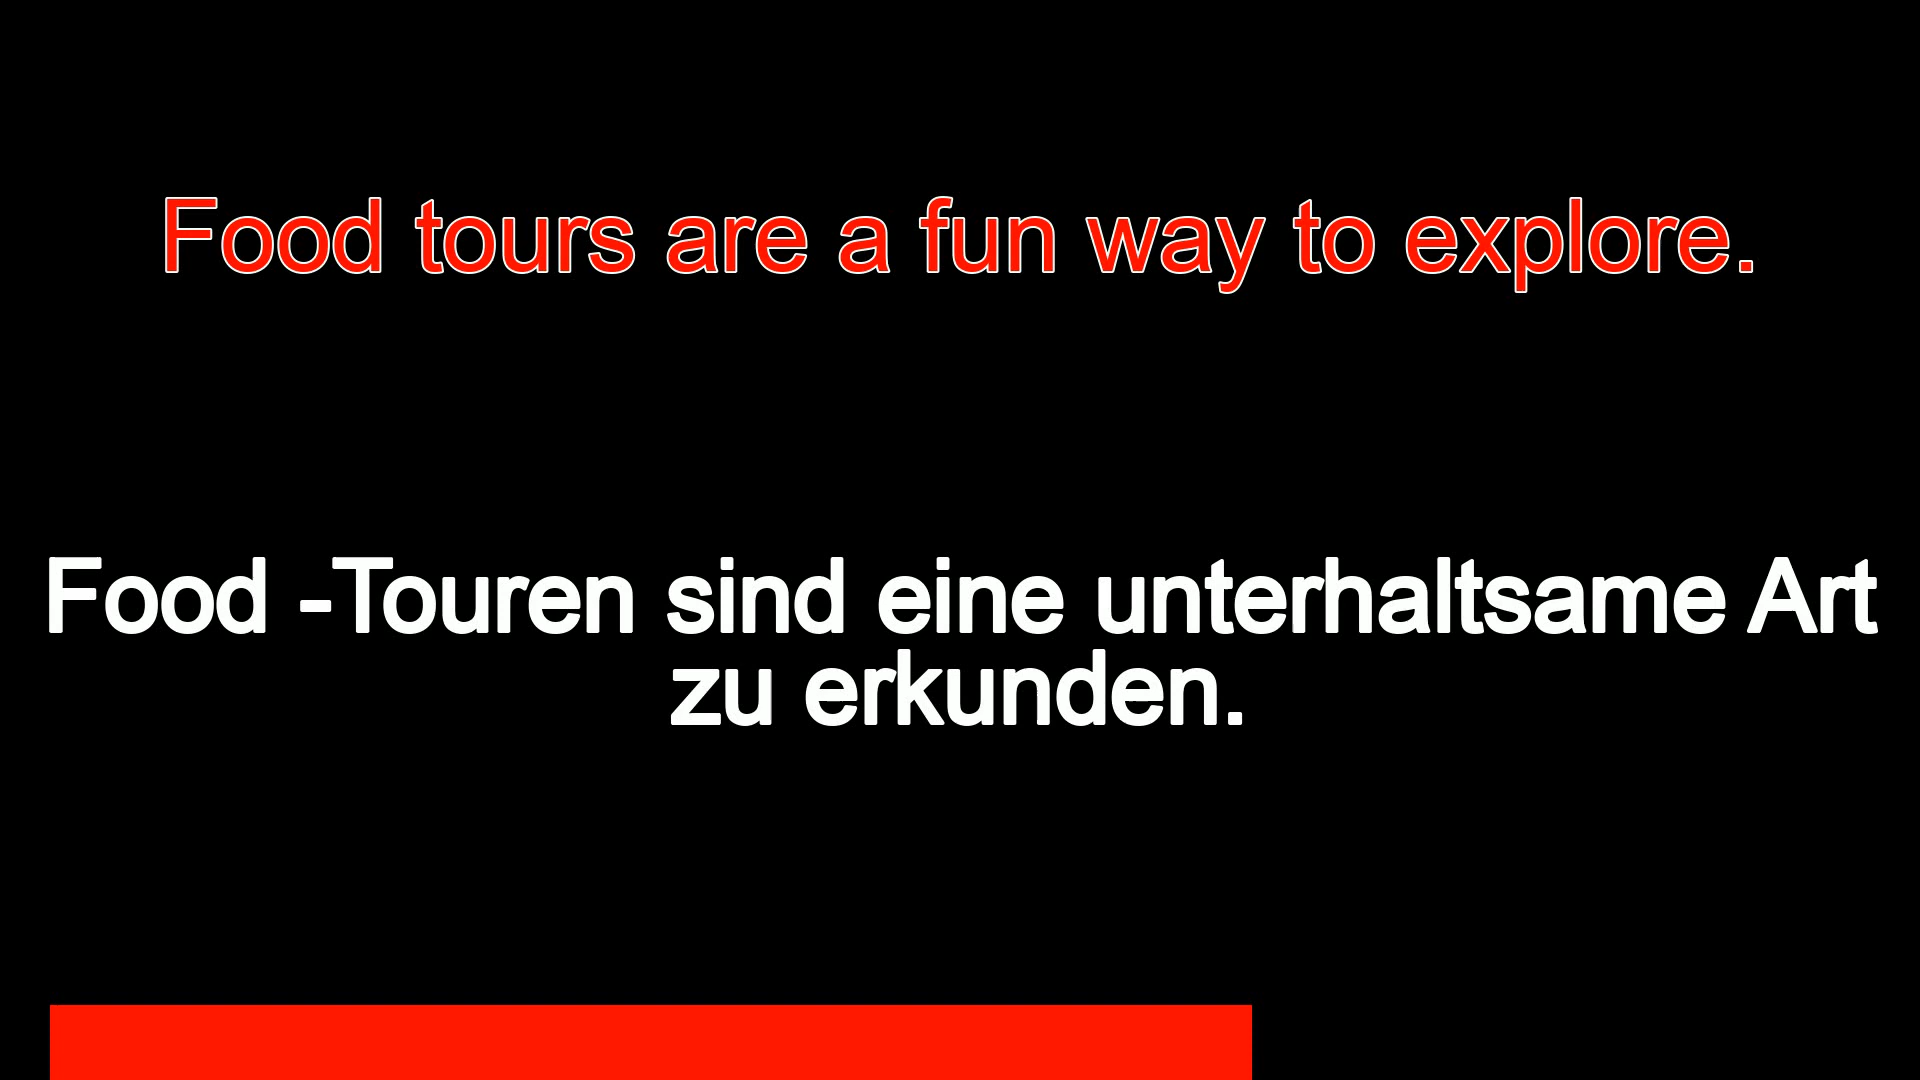 Food tours are a fun way to explore.
Food -Touren sind eine unterhaltsame Art
zu erkunden.